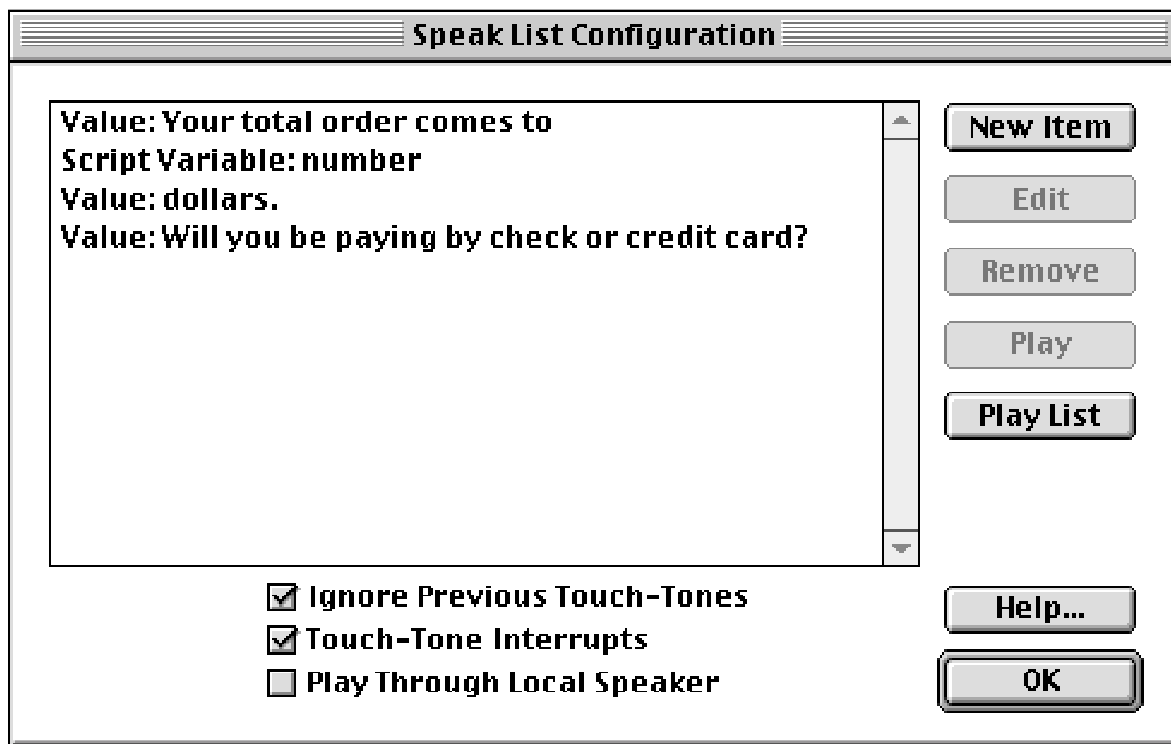 Speak List Configuration
Value: Your total order comes to
Script Variable: number
Value: dollars.
Value: Will you be paying by check or credit card?
New Item
Edit
Remove
Play
Play List
Ignore Previous Touch-Tones
Touch-Tone Interrupts
Play Through Local Speaker
Help...
OK